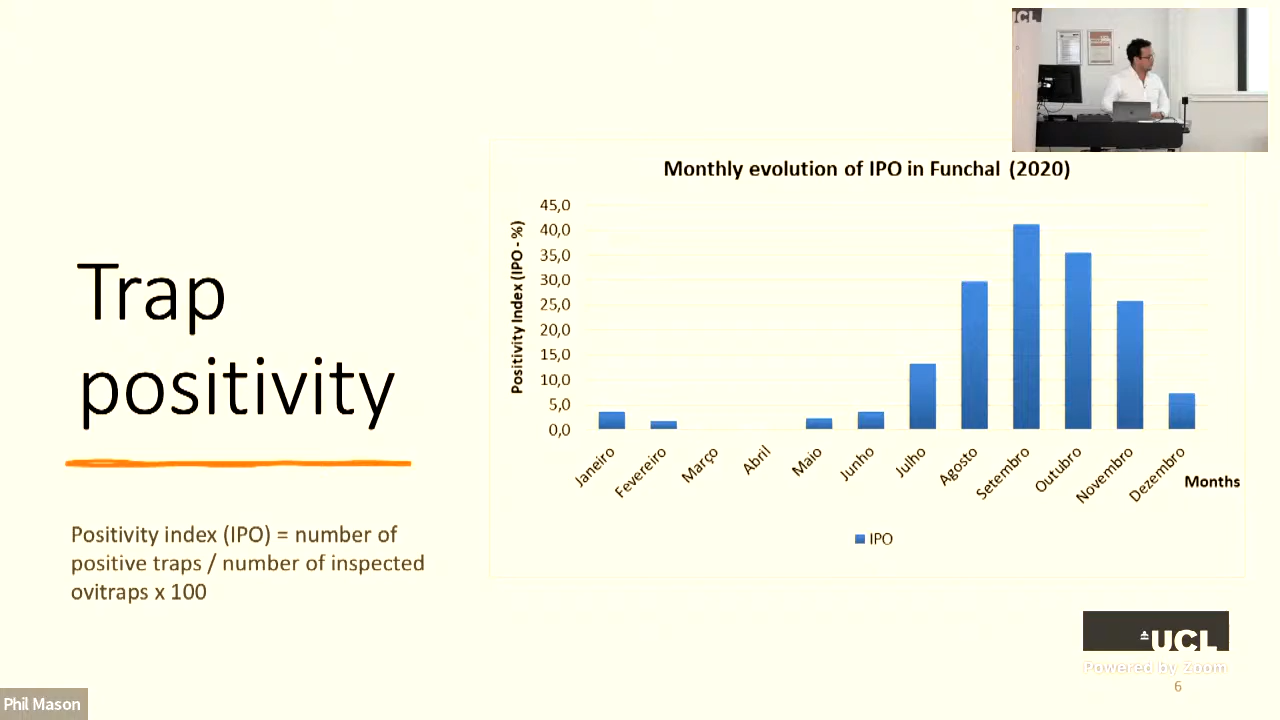 UCL
Monthly evolution of IPO in Funchal (2020)
Positivity Index (IPO - %)
45,0
40,0
35,0
30,0
25,0
20,0
15,0
10,0
5,0
0,0
Janeiro
Fevereiro
Março
Abril
Maio
Junho
Julho
Agosto
Setembro
Outubro
Novembro
Dezembro
Months
IPO
Trap
positivity
Positivity index (IPO) = number of
positive traps / number of inspected
ovitraps x 100
UCL
Powered by Zoom
6
Phil Mason